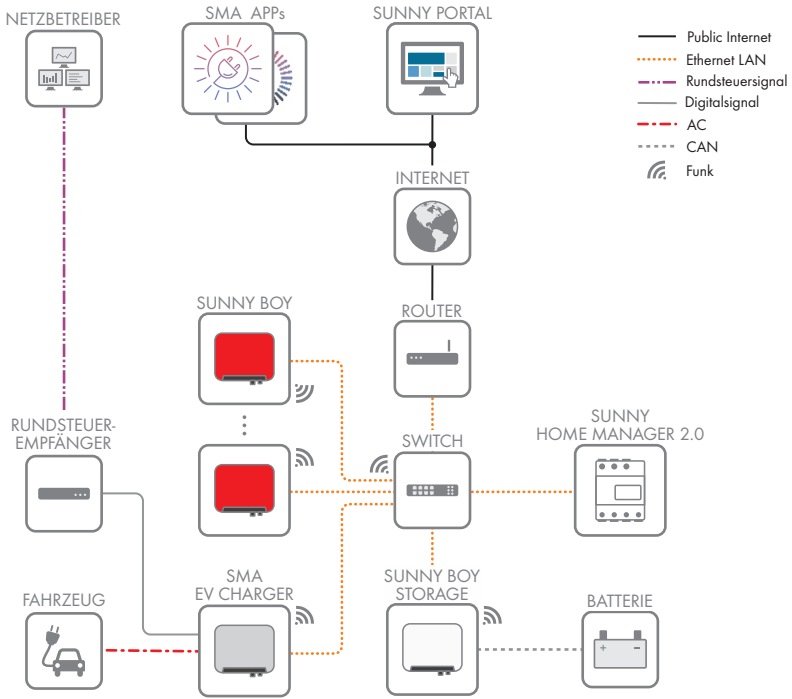 NETZBETREIBER
SMA APPs
SUNNY PORTAL
Public Internet
Ethernet LAN
Rundsteuersignal
Digitalsignal
AC
CAN
Funk
INTERNET
SUNNY BOY
ROUTER
RUNDSTEUER-
EMPFÄNGER
SWITCH
SUNNY
HOME MANAGER 2.0
FAHRZEUG
SMA
EV CHARGER
SUNNY BOY
STORAGE
BATTERIE
+ −